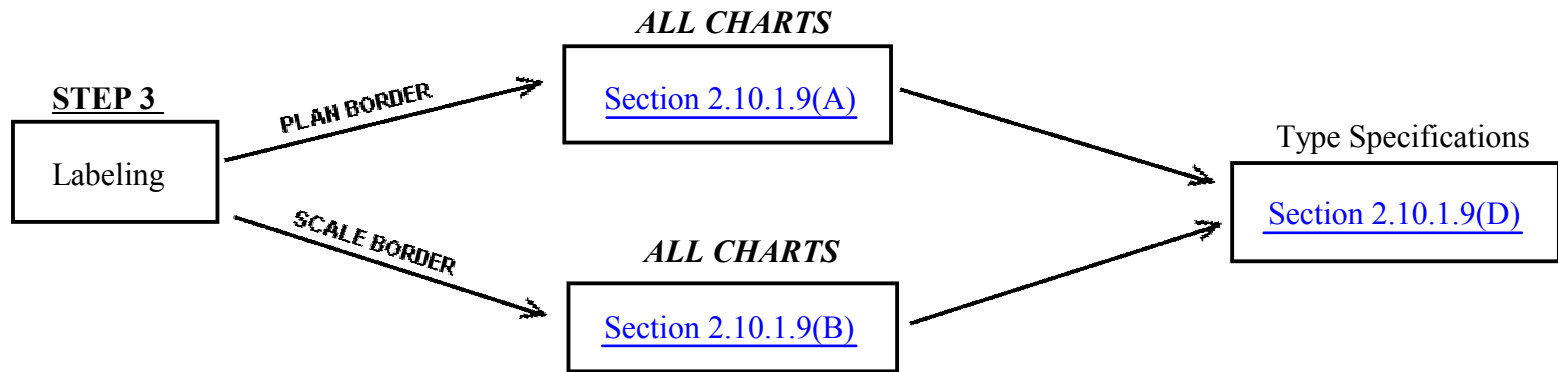 STEP 3
Labeling
PLAN BORDER
SCALE BORDER
ALL CHARTS
Section 2.10.1.9(A)
ALL CHARTS
Section 2.10.1.9(B)
Type Specifications
Section 2.10.1.9(D)